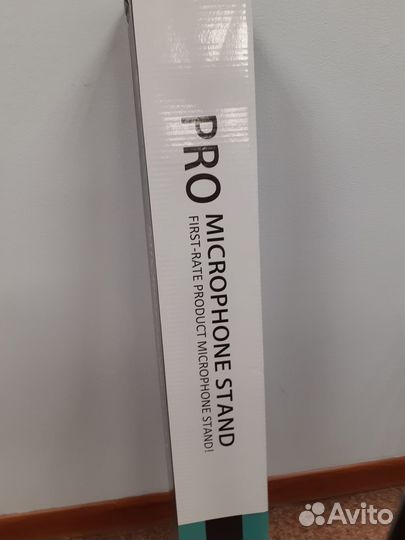 PRO MICROPHONE STAND
FIRST-RATE PRODUCT MICROPHONE STAND!
Avito